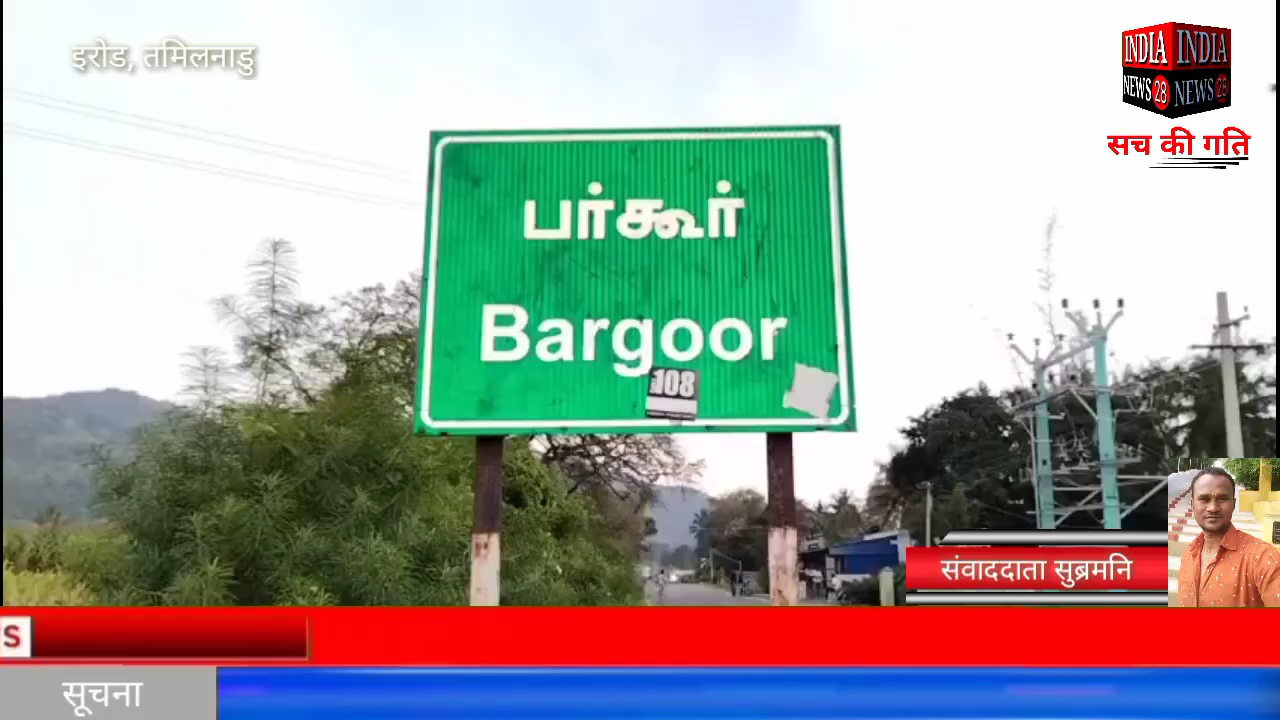 इरोड, तमिलनाडु
INDIA INDIA
NEWS 28 NEWS 28
सच की गति
பர்கூர்
Bargoor
108
संवाददाता सुब्रमनि
S
सूचना